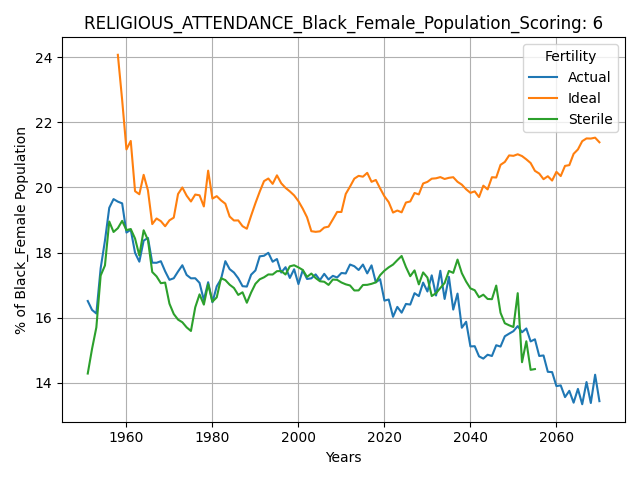 RELIGIOUS_ATTENDANCE_Black_Female_Population_Scoring: 6
% of Black_Female Population
24
22
20
18
16
14
Fertility
Actual
Ideal
Sterile
1960 1980 2000 2020 2040 2060
Years